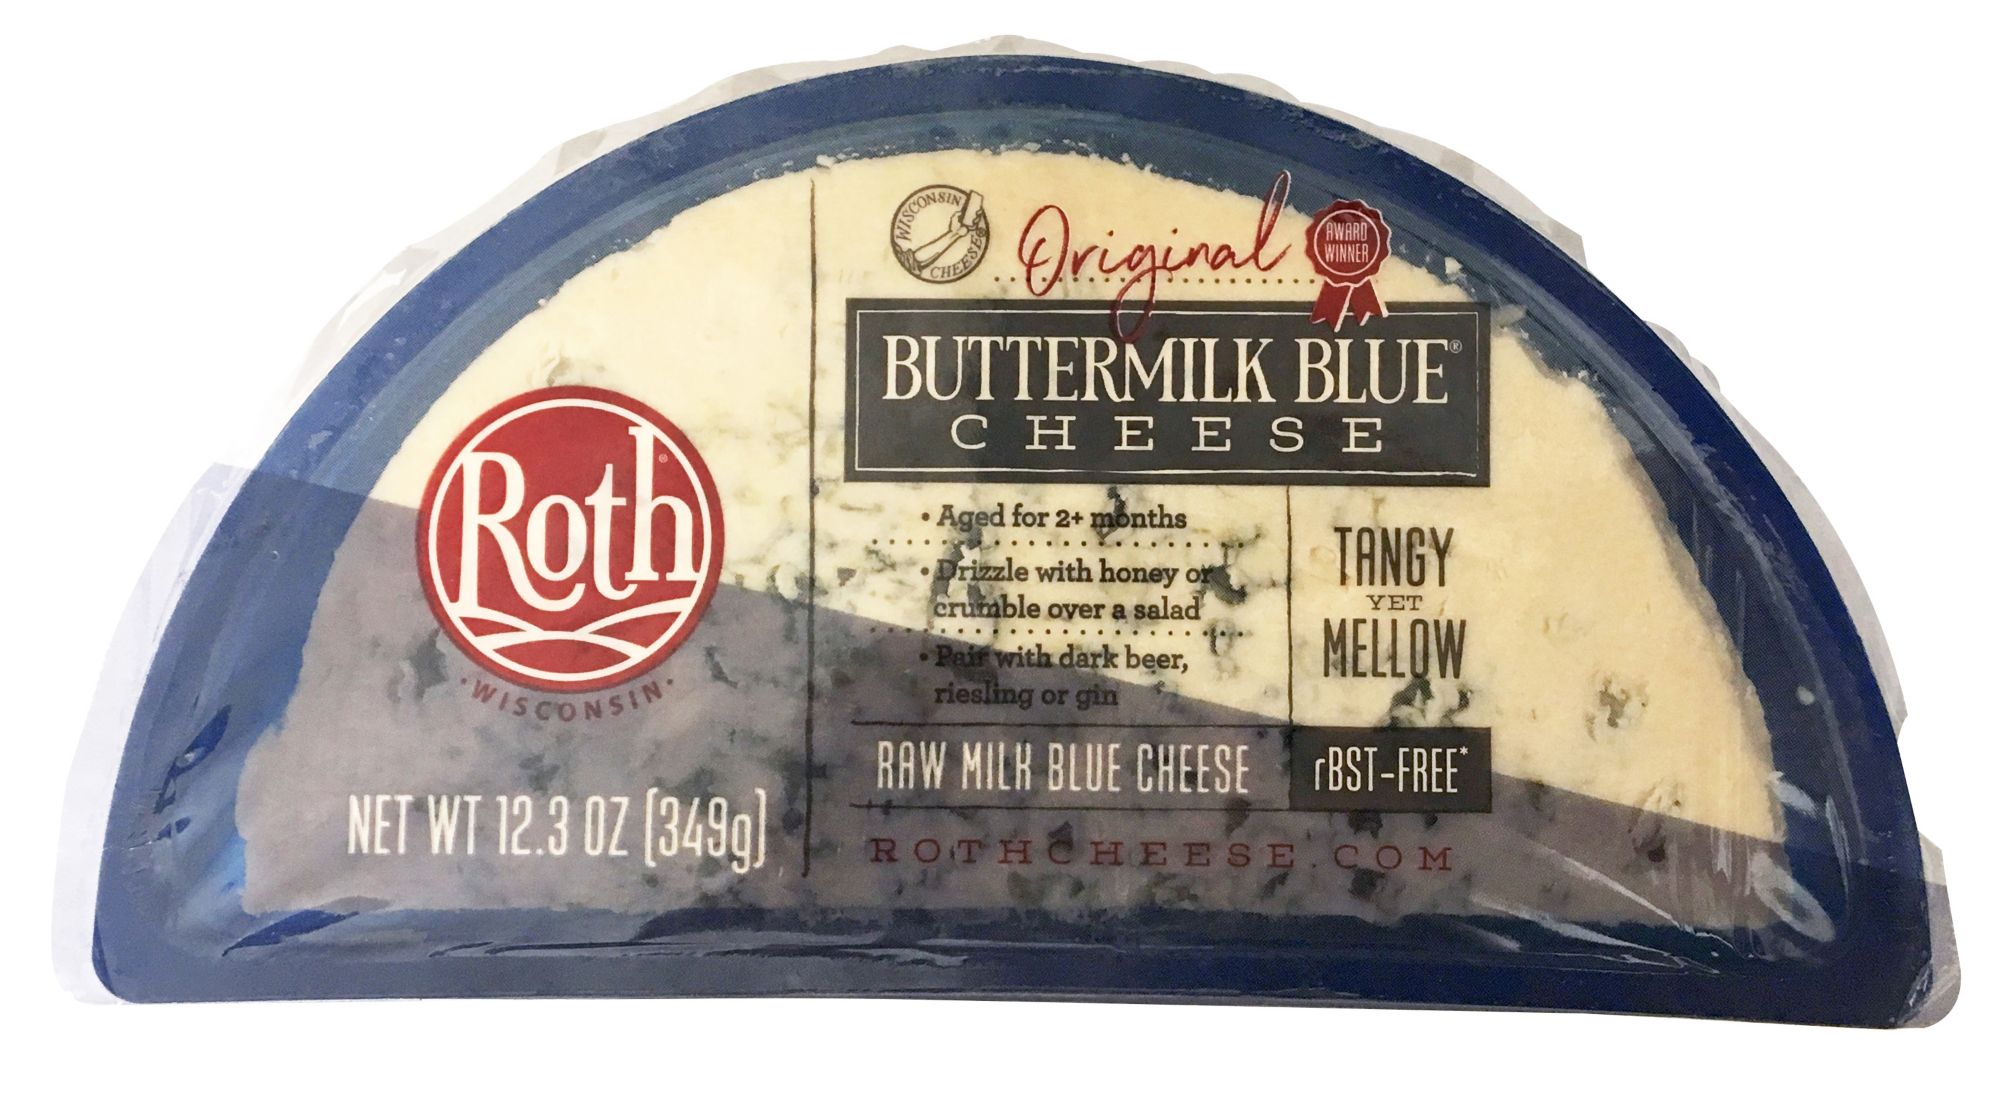 Roth®
·WISCONSIN·
NET WT 12.3 OZ (349g)
WISCONSIN
CHEESE®
Original
AWARD
WINNER
BUTTERMILK BLUE®
CHEESE
• Aged for 2+ months
• Drizzle with honey or
crumble over a salad
• Pair with dark beer,
riesling or gin
TANGY
YET
MELLOW
RAW MILK BLUE CHEESE
rBST-FREE*
ROTHCHEESE.COM